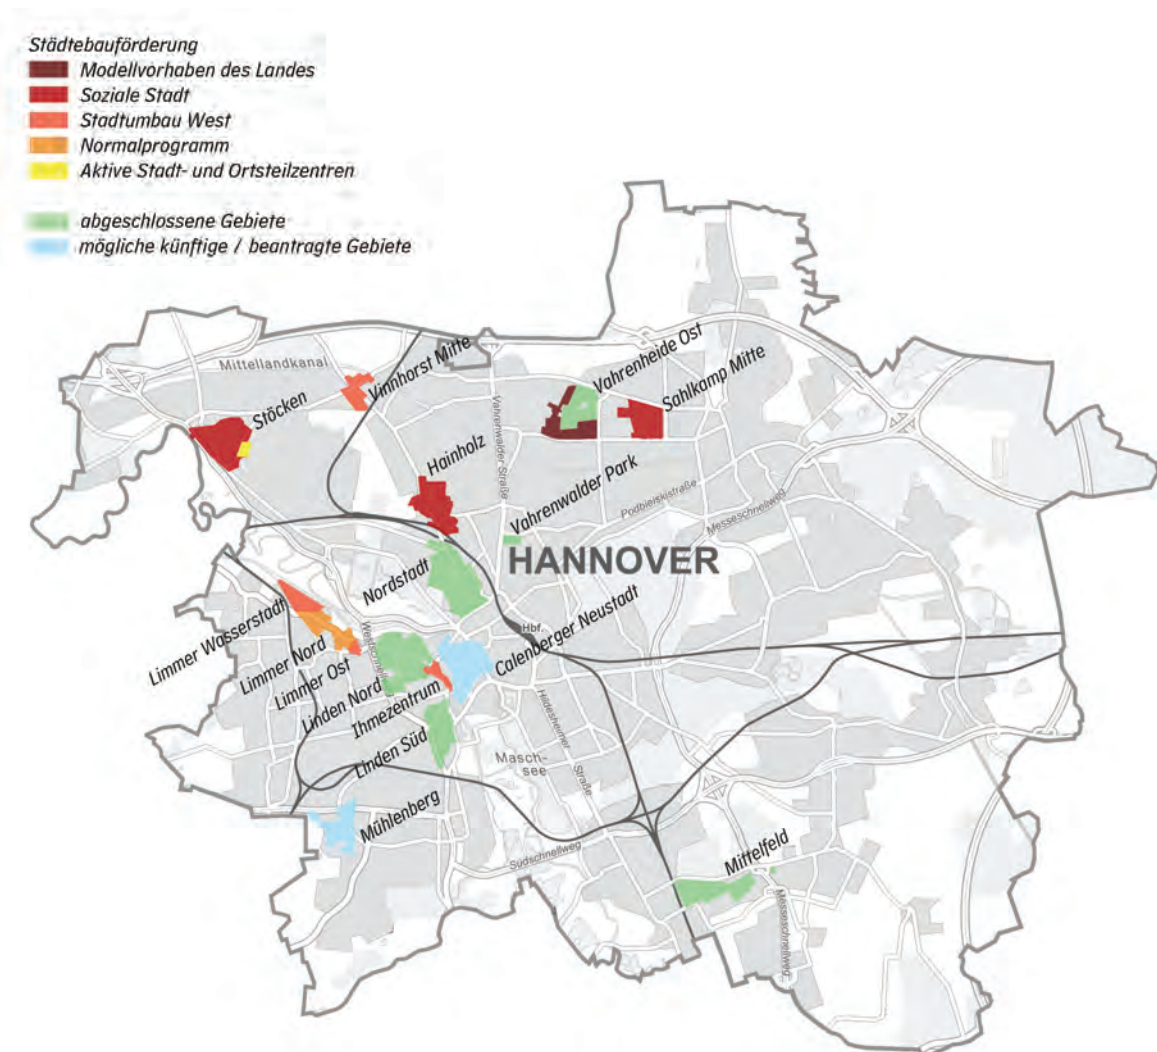 Städtebauförderung
Modellvorhaben des Landes
Soziale Stadt
Stadtumbau West
Normalprogramm
Aktive Stadt- und Ortsteilzentren
abgeschlossene Gebiete
mögliche künftige / beantragte Gebiete
Mittellandkanal
Vinnhorst Mitte
Vahrenheide Ost
Sahlkamp Mitte
Stöcken
Vahrenwalder Straße
Hainholz
Vahrenwalder Park
Podbielskistraße
Messeschnellweg
HANNOVER
Nordstadt
Hbf.
Calenberger Neustadt
Limmer Wasserstadt
Westschnellw
Limmer Nord
Limmer Ost
Linden Nord
Ihmezentrum
Linden Süd
Hildesheimer
Straße
Masch-
see
Mühlenberg
Südschnellweg
Mittelfeld
Messeschnellweg